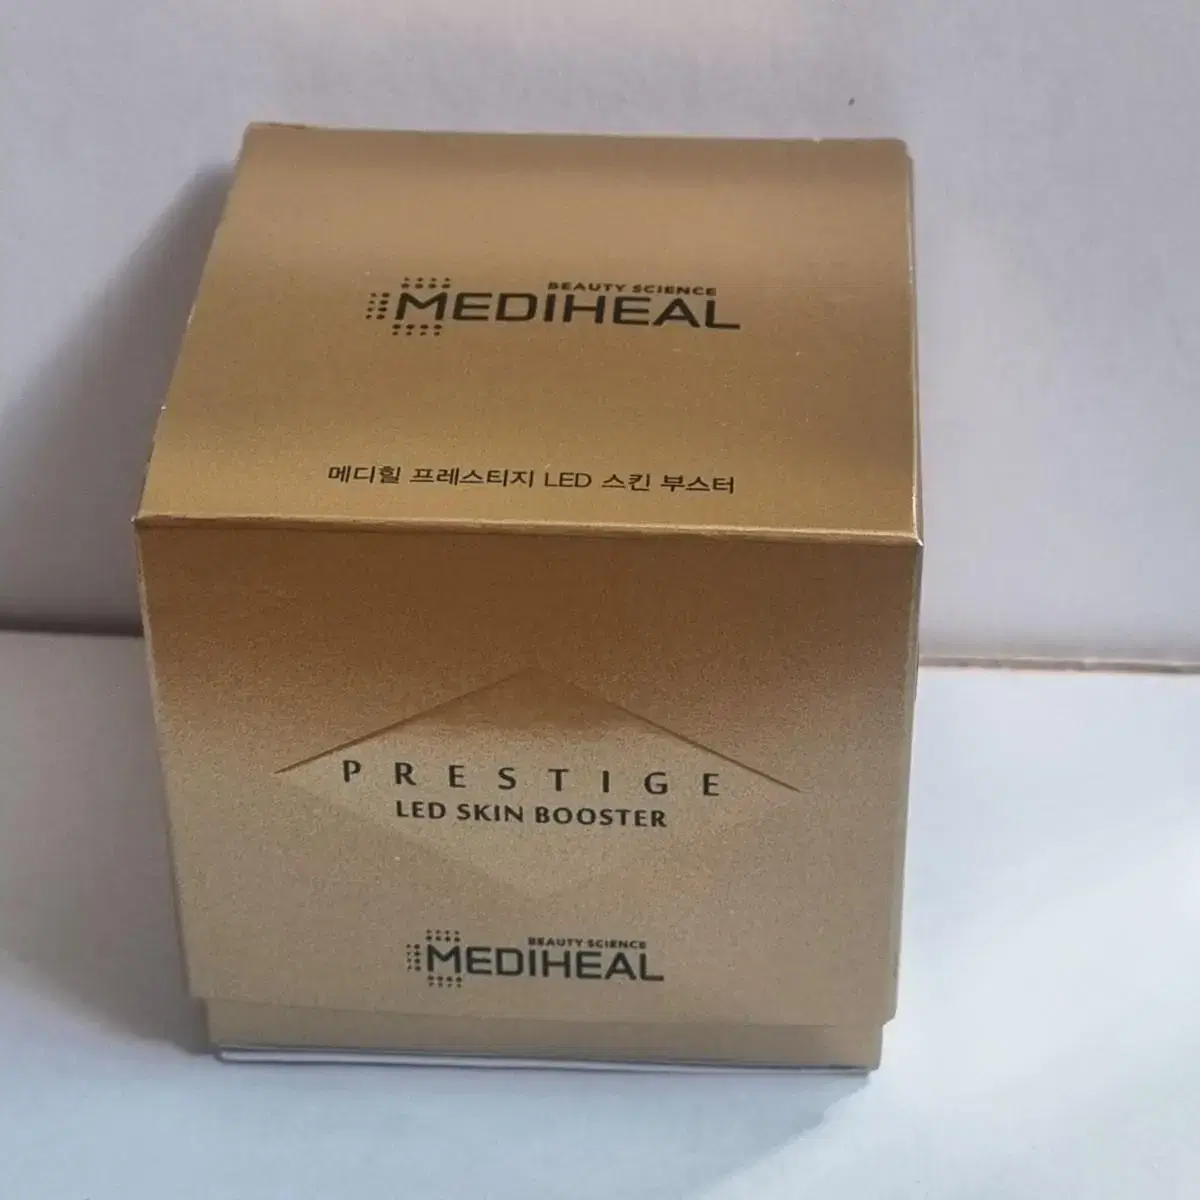 BEAUTY SCIENCE
MEDIHEAL
메디힐 프레스티지 LED 스킨 부스터
PRESTIGE
LED SKIN BOOSTER
BEAUTY SCIENCE
MEDIHEAL